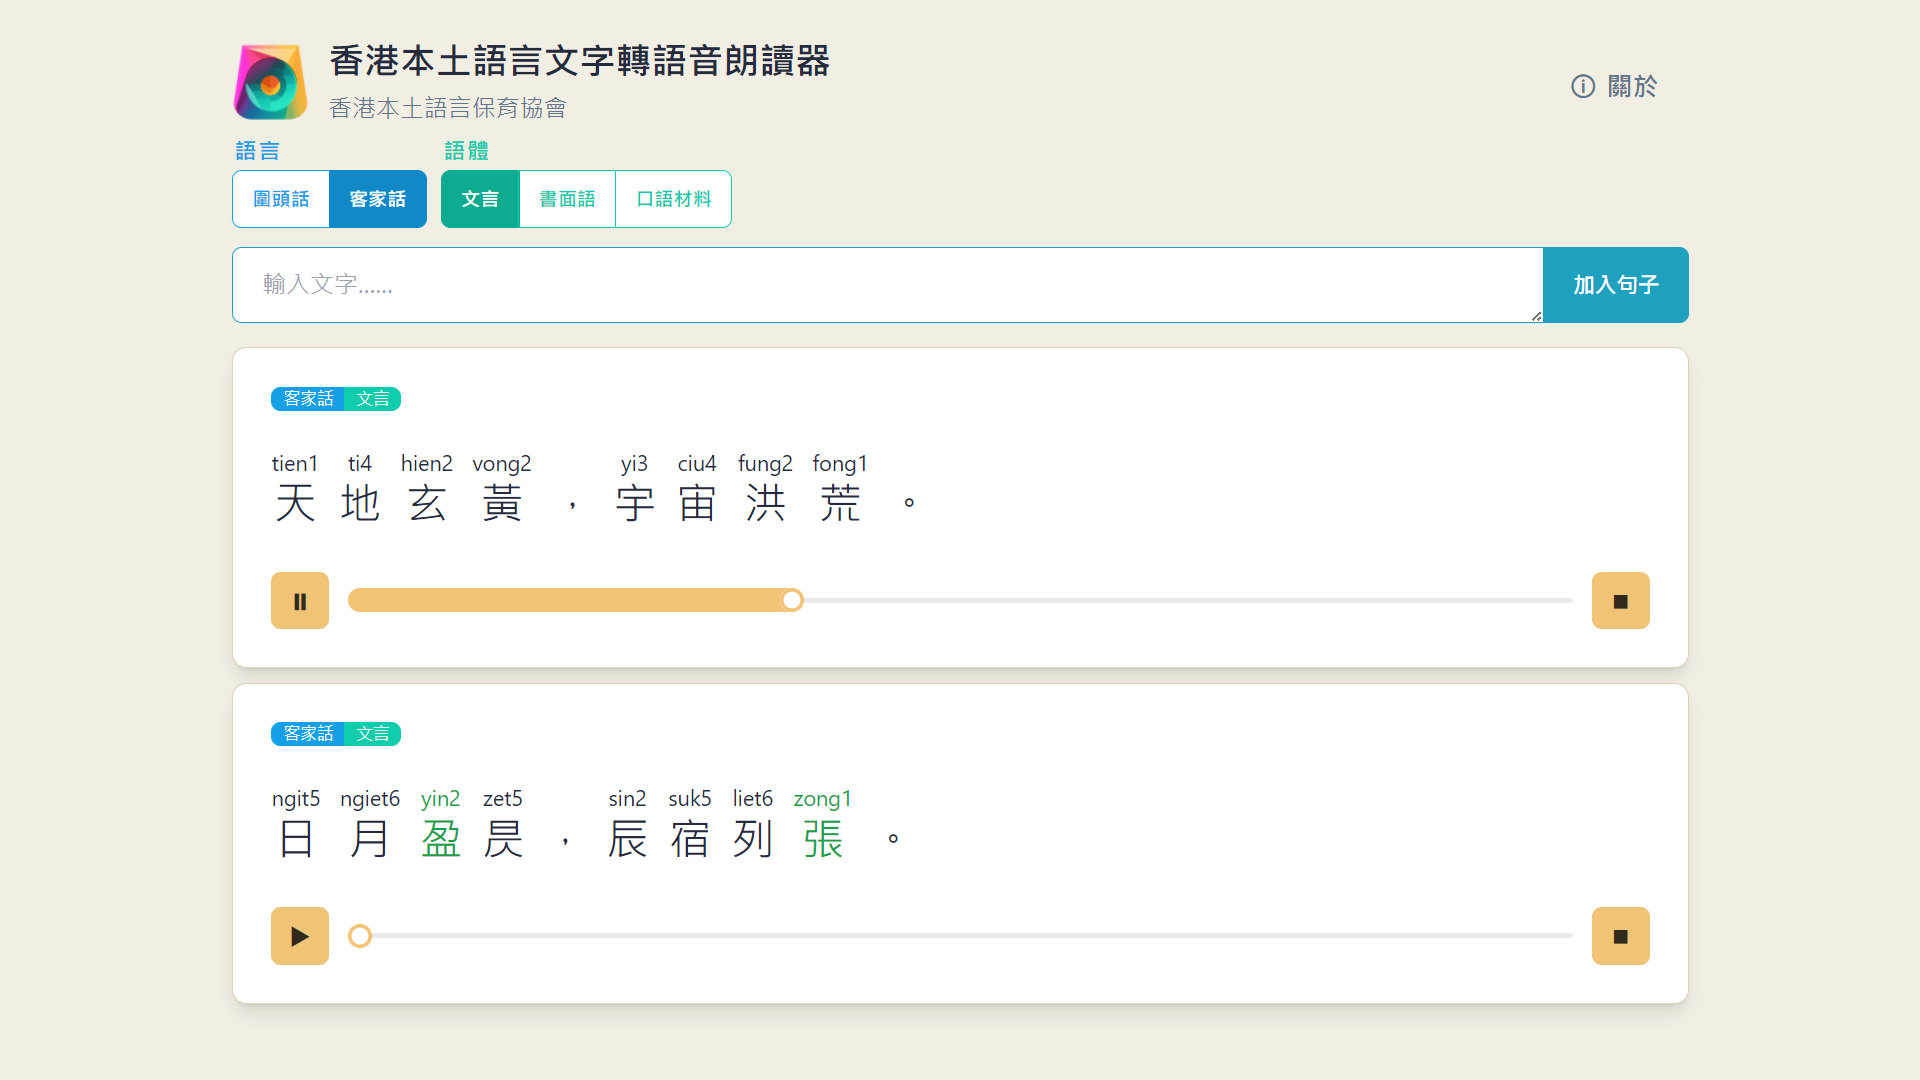 香港本土語言文字轉語音朗讀器
香港本土語言保育協會
關於
語言
語體
圍頭話 客家話 文言 書面語 口語材料
輸入文字......
加入句子
客家話 文言
tien1 ti4 hien2 vong2 yi3 ciu4 fung2 fong1
天地玄黃，宇宙洪荒。
客家話 文言
ngit5 ngiet6 yin2 zet5 sin2 suk5 liet6 zong1
日月盈昃，辰宿列張。